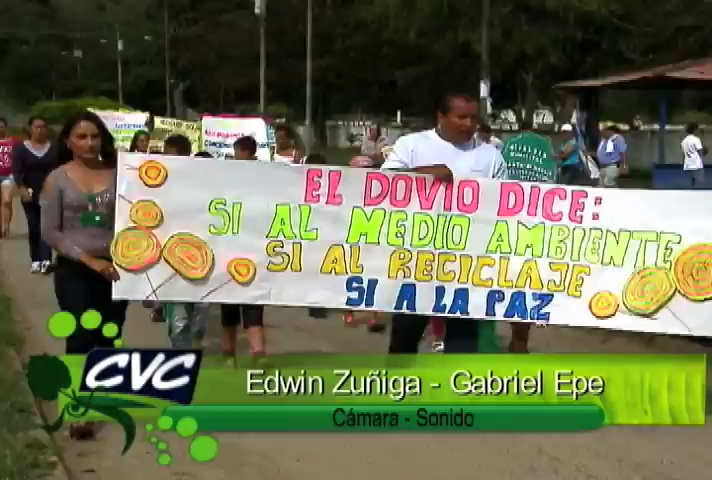 EL DOVIO DICE:
SI AL MEDIO AMBIENTE
SI AL RECICLAJE
SI A LA PAZ
CVC
Edwin Zuñiga - Gabriel Epe
Cámara - Sonido